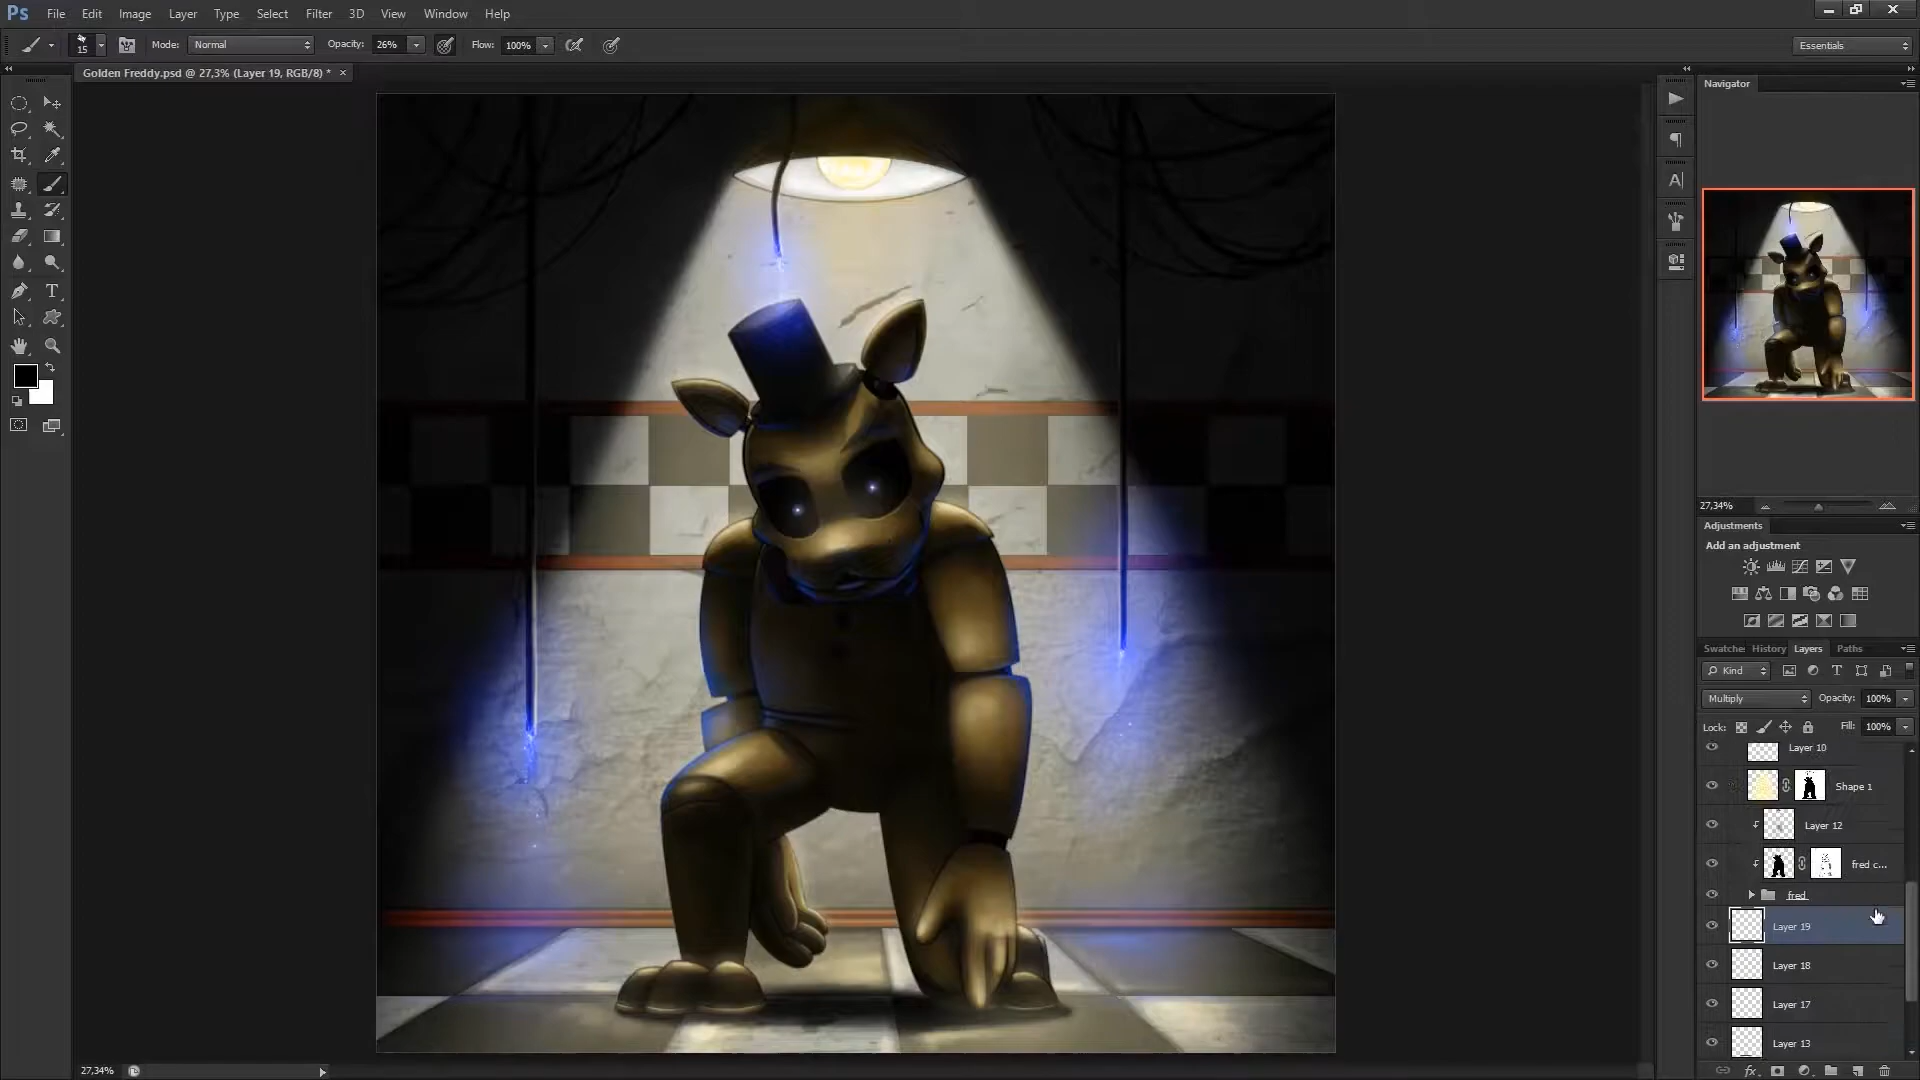 Ps File Edit Image Layer Type Select Filter 3D View Window Help
15 Mode: Normal Opacity: 26% Flow: 100% Essentials
Golden Freddy.psd @ 27,3% (Layer 19, RGB/8) * ×
Navigator
27,34%
Adjustments
Add an adjustment
Swatches History Layers Paths
Kind
Multiply Opacity: 100%
Lock: Fill: 100%
Layer 10
Shape 1
Layer 12
fred c...
fred
Layer 19
Layer 18
Layer 17
Layer 13
27,34%